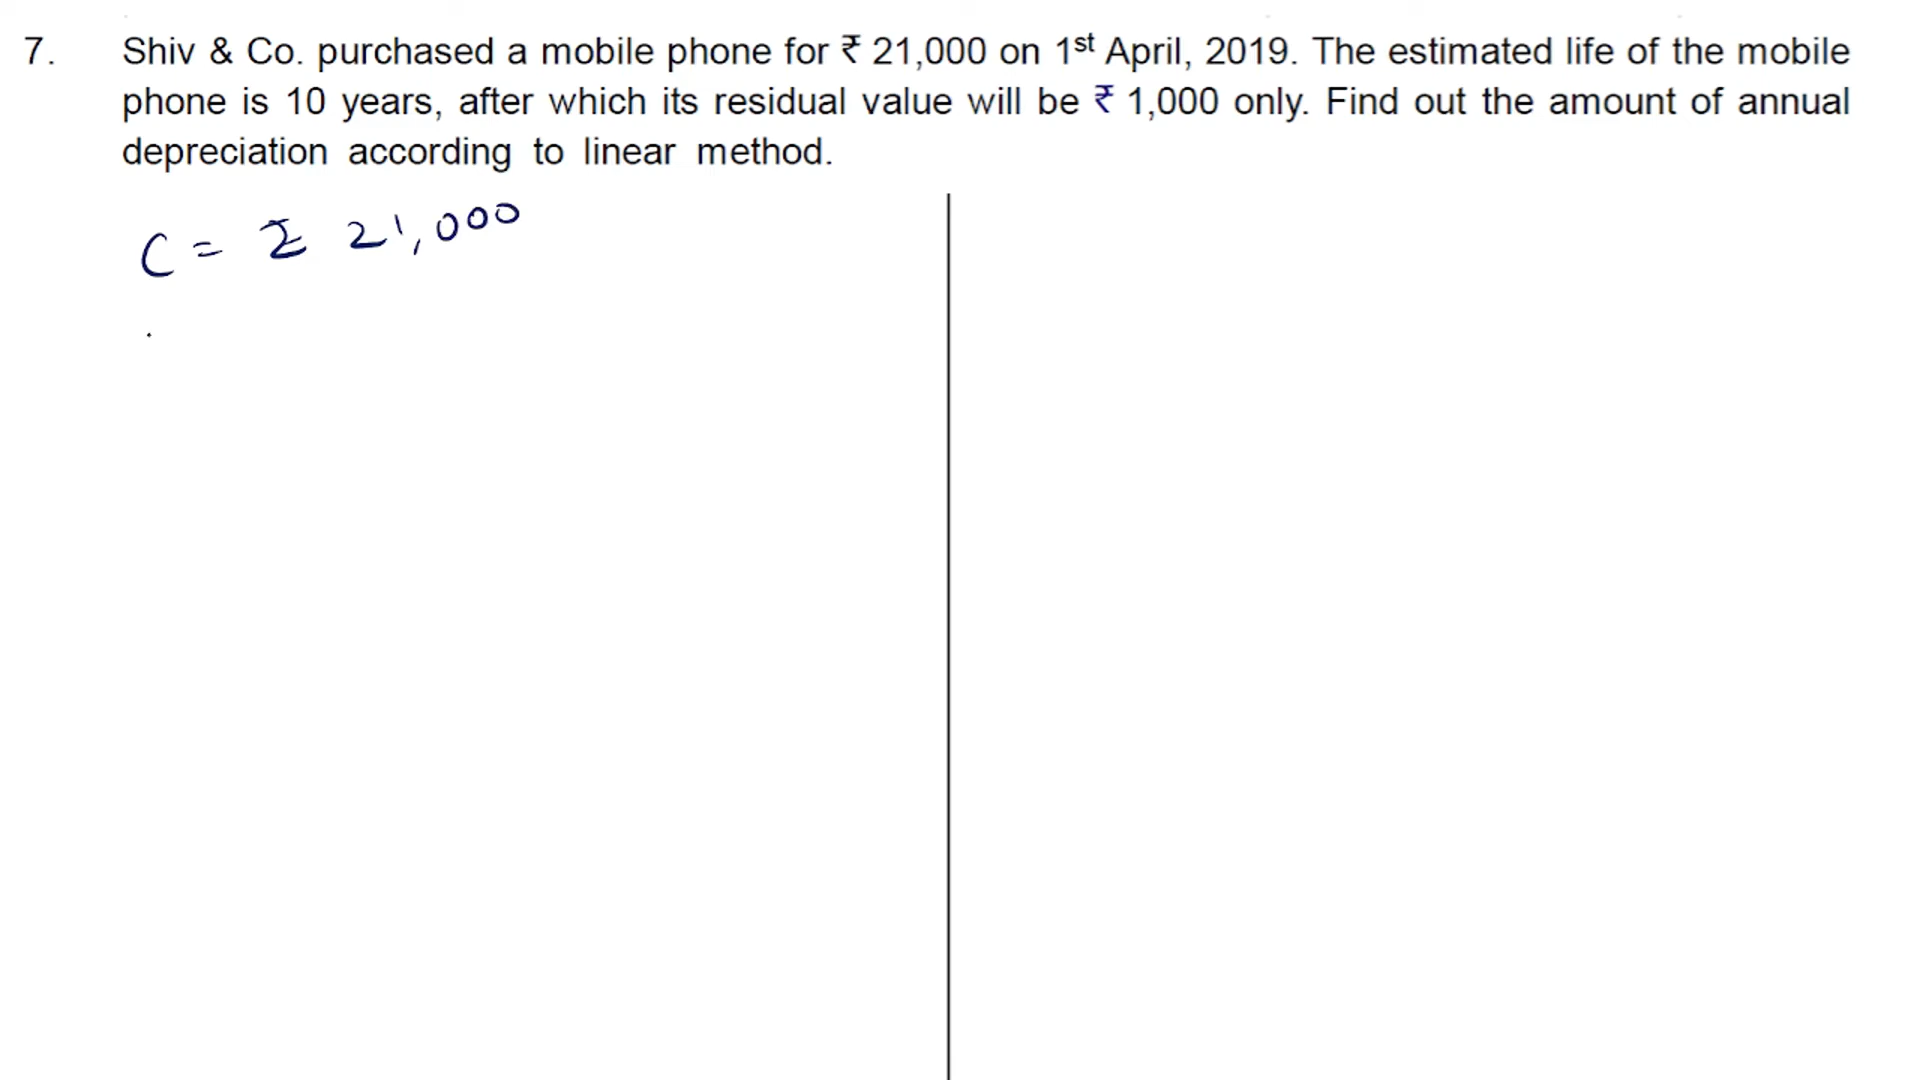 7. Shiv & Co. purchased a mobile phone for ₹ 21,000 on 1st April, 2019. The estimated life of the mobile
phone is 10 years, after which its residual value will be ₹ 1,000 only. Find out the amount of annual
depreciation according to linear method.
C = ₹ 21,000